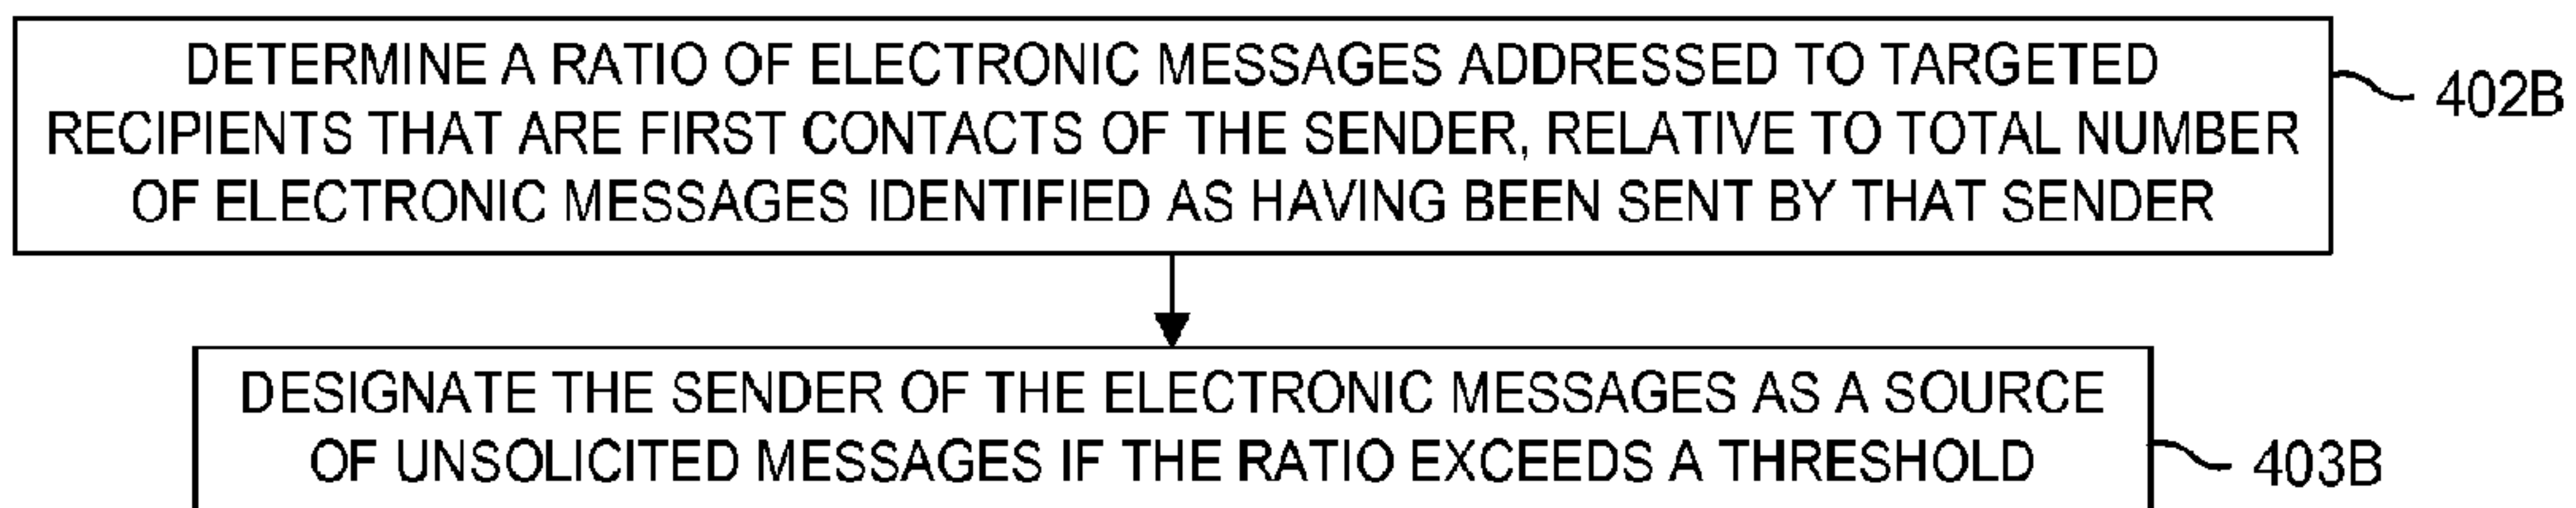 DETERMINE A RATIO OF ELECTRONIC MESSAGES ADDRESSED TO TARGETED
RECIPIENTS THAT ARE FIRST CONTACTS OF THE SENDER, RELATIVE TO TOTAL NUMBER
OF ELECTRONIC MESSAGES IDENTIFIED AS HAVING BEEN SENT BY THAT SENDER
402B
DESIGNATE THE SENDER OF THE ELECTRONIC MESSAGES AS A SOURCE
OF UNSOLICITED MESSAGES IF THE RATIO EXCEEDS A THRESHOLD
403B